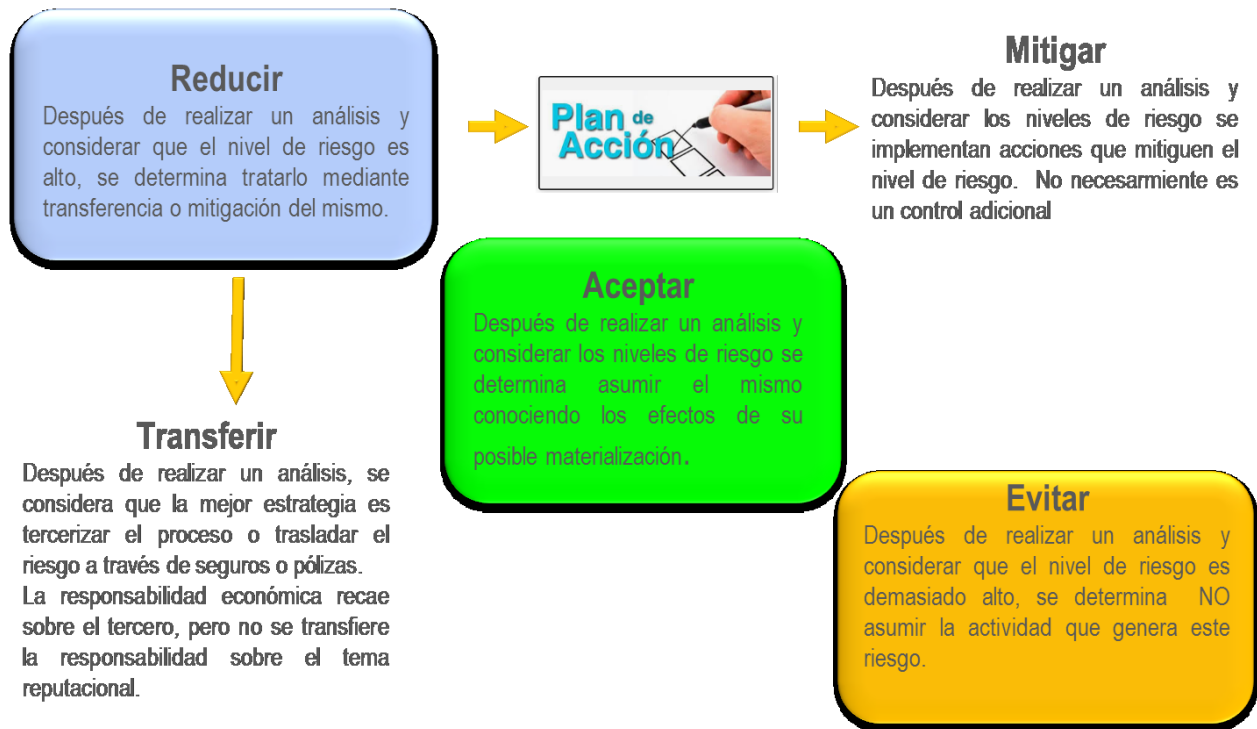 Reducir
Después de realizar un análisis y
considerar que el nivel de riesgo es
alto, se determina tratarlo mediante
transferencia o mitigación del mismo.
Plan de
Acción
Mitigar
Después de realizar un análisis y
considerar los niveles de riesgo se
implementan acciones que mitiguen el
nivel de riesgo. No necesarmiente es
un control adicional
Aceptar
Después de realizar un análisis y
considerar los niveles de riesgo se
determina asumir el mismo
conociendo los efectos de su
posible materialización.
Transferir
Después de realizar un análisis, se
considera que la mejor estrategia es
tercerizar el proceso o trasladar el
riesgo a través de seguros o pólizas.
La responsabilidad económica recae
sobre el tercero, pero no se transfiere
la responsabilidad sobre el tema
reputacional.
Evitar
Después de realizar un análisis y
considerar que el nivel de riesgo es
demasiado alto, se determina NO
asumir la actividad que genera este
riesgo.